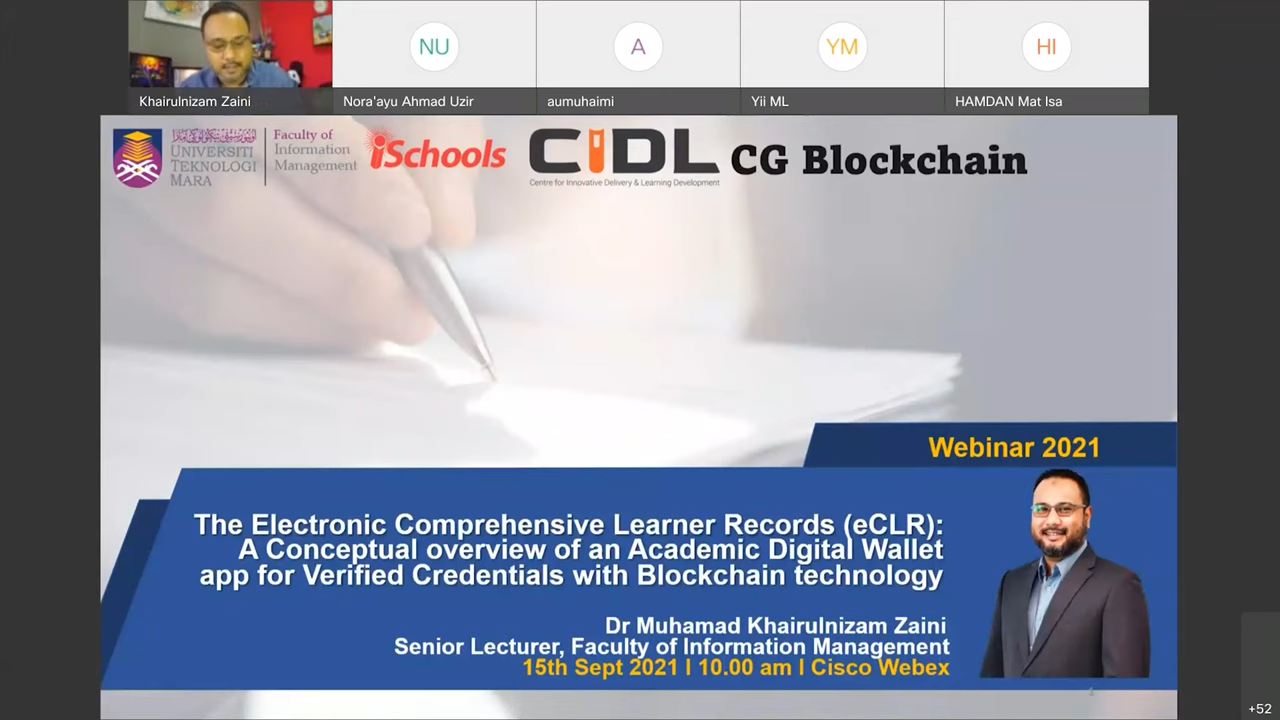 NU
A
YM
HI
Khairulnizam Zaini
Nora'ayu Ahmad Uzir
aumuhaimi
Yii ML
HAMDAN Mat Isa
UNIVERSITI
TEKNOLOGI
MARA
Faculty of
Information
Management
iSchools
CIDL
Centre for Innovative Delivery & Learning Development
CG Blockchain
Webinar 2021
The Electronic Comprehensive Learner Records (eCLR):
A Conceptual overview of an Academic Digital Wallet
app for Verified Credentials with Blockchain technology
Dr Muhamad Khairulnizam Zaini
Senior Lecturer, Faculty of Information Management
15th Sept 2021 I 10.00 am I Cisco Webex
1
+52